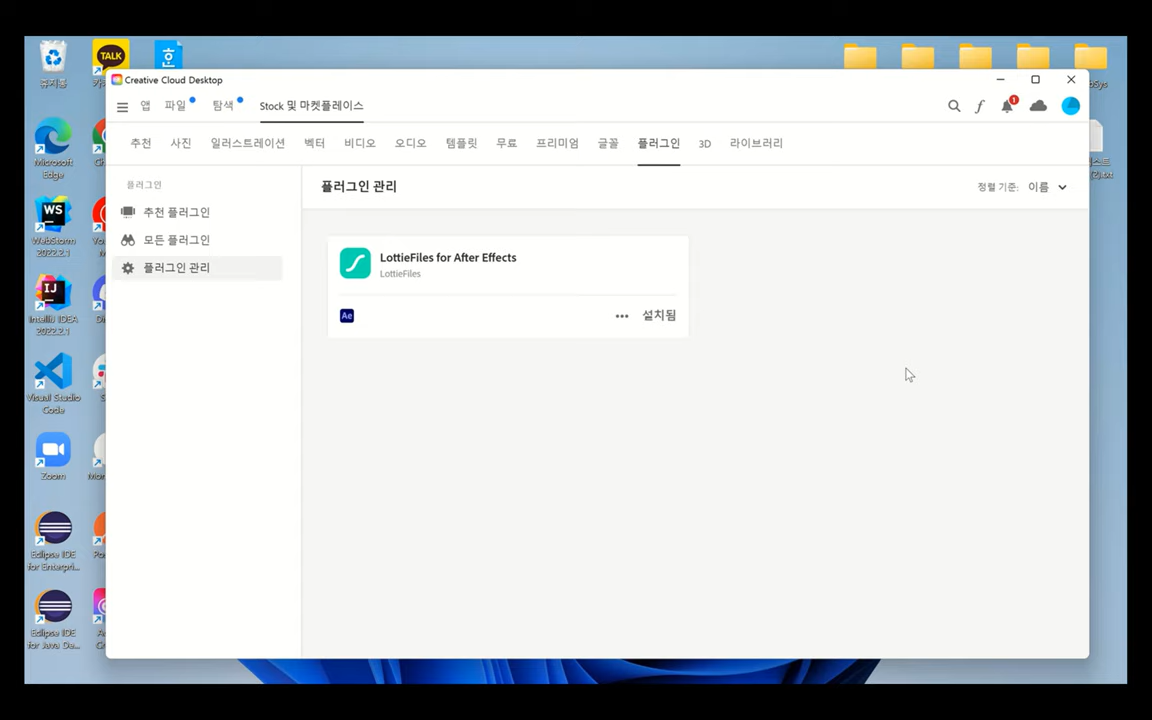 휴지통
TALK
Creative Cloud Desktop
앱 파일 탐색 Stock 및 마켓플레이스
1
추천 사진 일러스트레이션 벡터 비디오 오디오 템플릿 무료 프리미엄 글꼴 플러그인 3D 라이브러리
플러그인
추천 플러그인
모든 플러그인
플러그인 관리
플러그인 관리
정렬 기준: 이름
LottieFiles for After Effects
LottieFiles
Ae
설치됨
Microsoft
Edge
WS
WebStorm
2022.2.1
IJ
IntelliJ IDEA
2022.2.1
Visual Studio
Code
Zoom
Eclipse IDE
for Enterpri...
Eclipse IDE
for Java De...